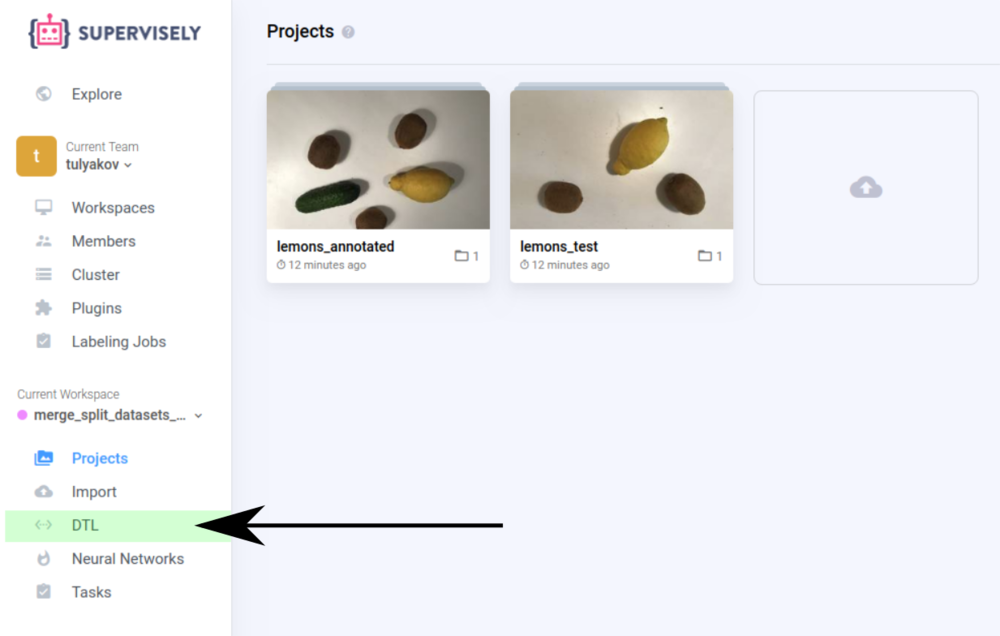 SUPERVISELY
Explore
t
Current Team
tulyakov
Workspaces
Members
Cluster
Plugins
Labeling Jobs
Current Workspace
merge_split_datasets_...
Projects
Import
DTL
Neural Networks
Tasks
Projects ?
lemons_annotated
12 minutes ago
1
lemons_test
12 minutes ago
1